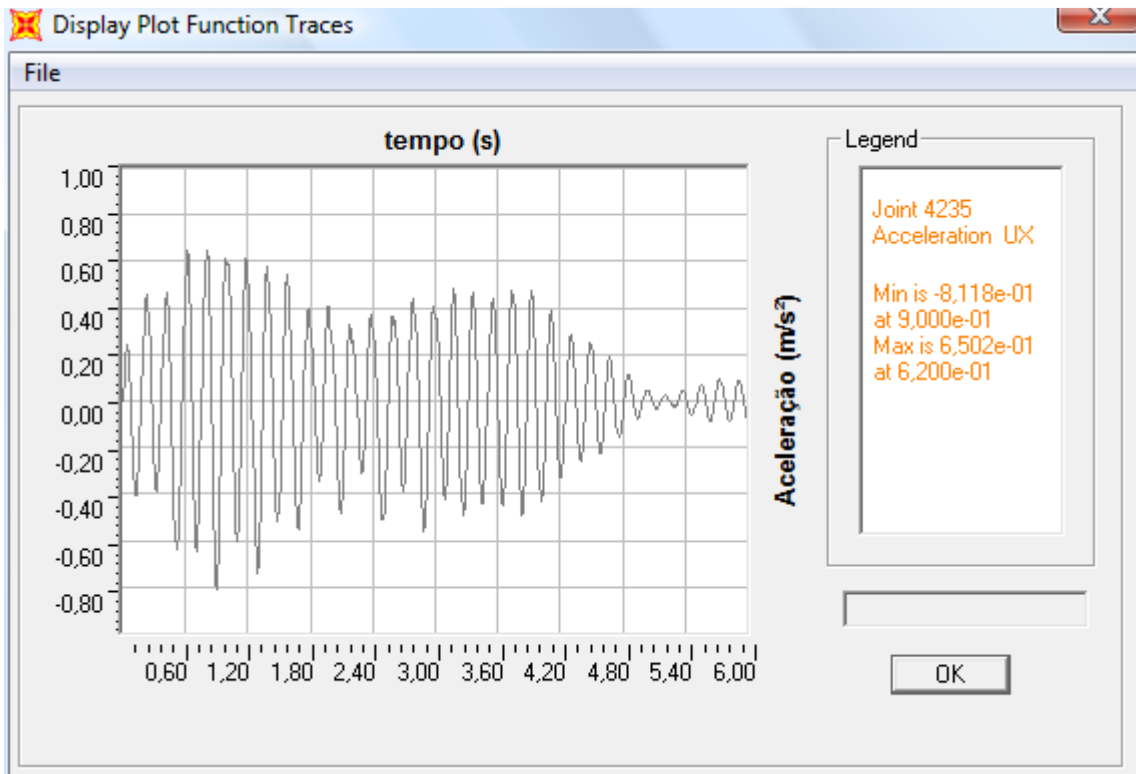 Display Plot Function Traces
File
tempo (s)
1,00
0,80
0,60
0,40
0,20
0,00
-0,20
-0,40
-0,60
-0,80
0,60 1,20 1,80 2,40 3,00 3,60 4,20 4,80 5,40 6,00
Aceleração (m/s²)
Legend
Joint 4235
Acceleration UX
Min is -8,118e-01
at 9,000e-01
Max is 6,502e-01
at 6,200e-01
OK